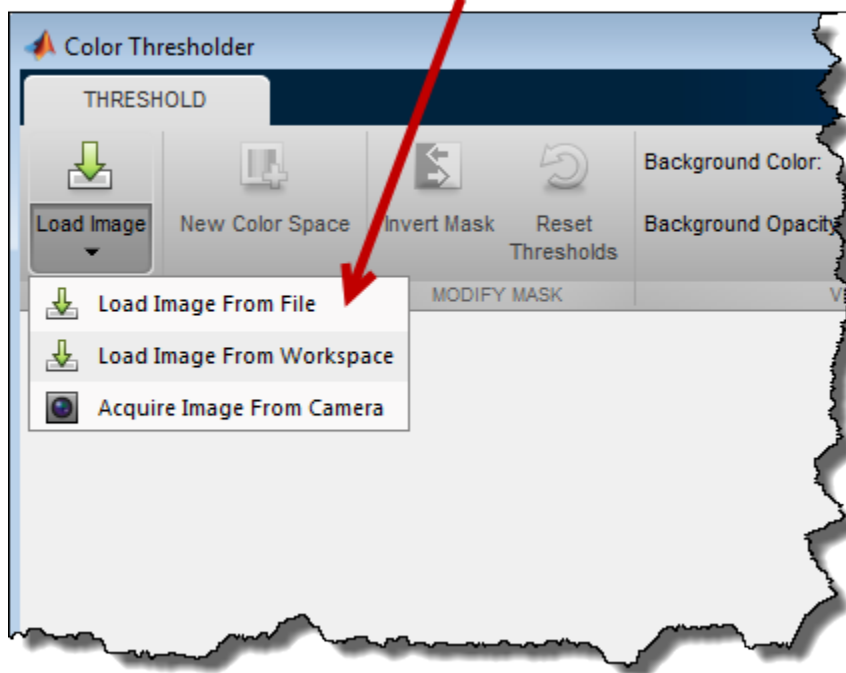 Color Thresholder
THRESHOLD
Load Image
New Color Space
Invert Mask
Reset
Thresholds
Background Color:
Background Opacity
MODIFY MASK
Load Image From File
Load Image From Workspace
Acquire Image From Camera